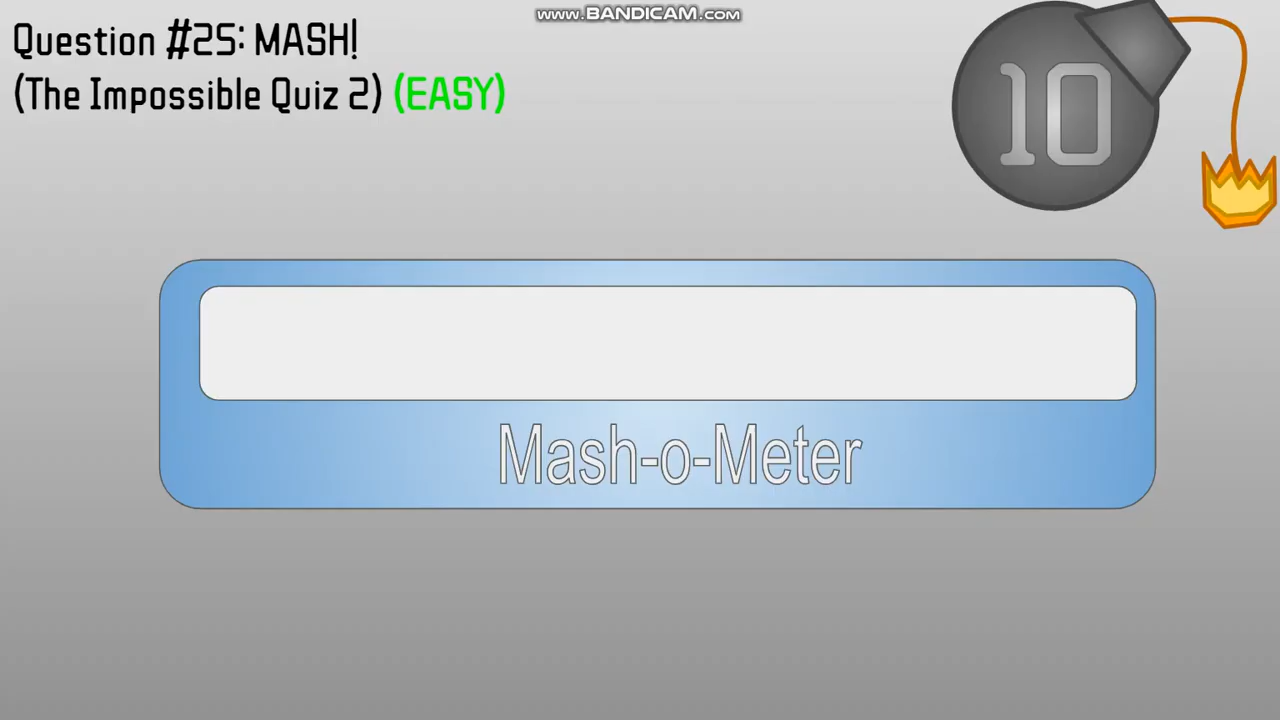 www.BANDICAM.com
Question #25: MASH!
(The Impossible Quiz 2) (EASY)
10
Mash-o-Meter